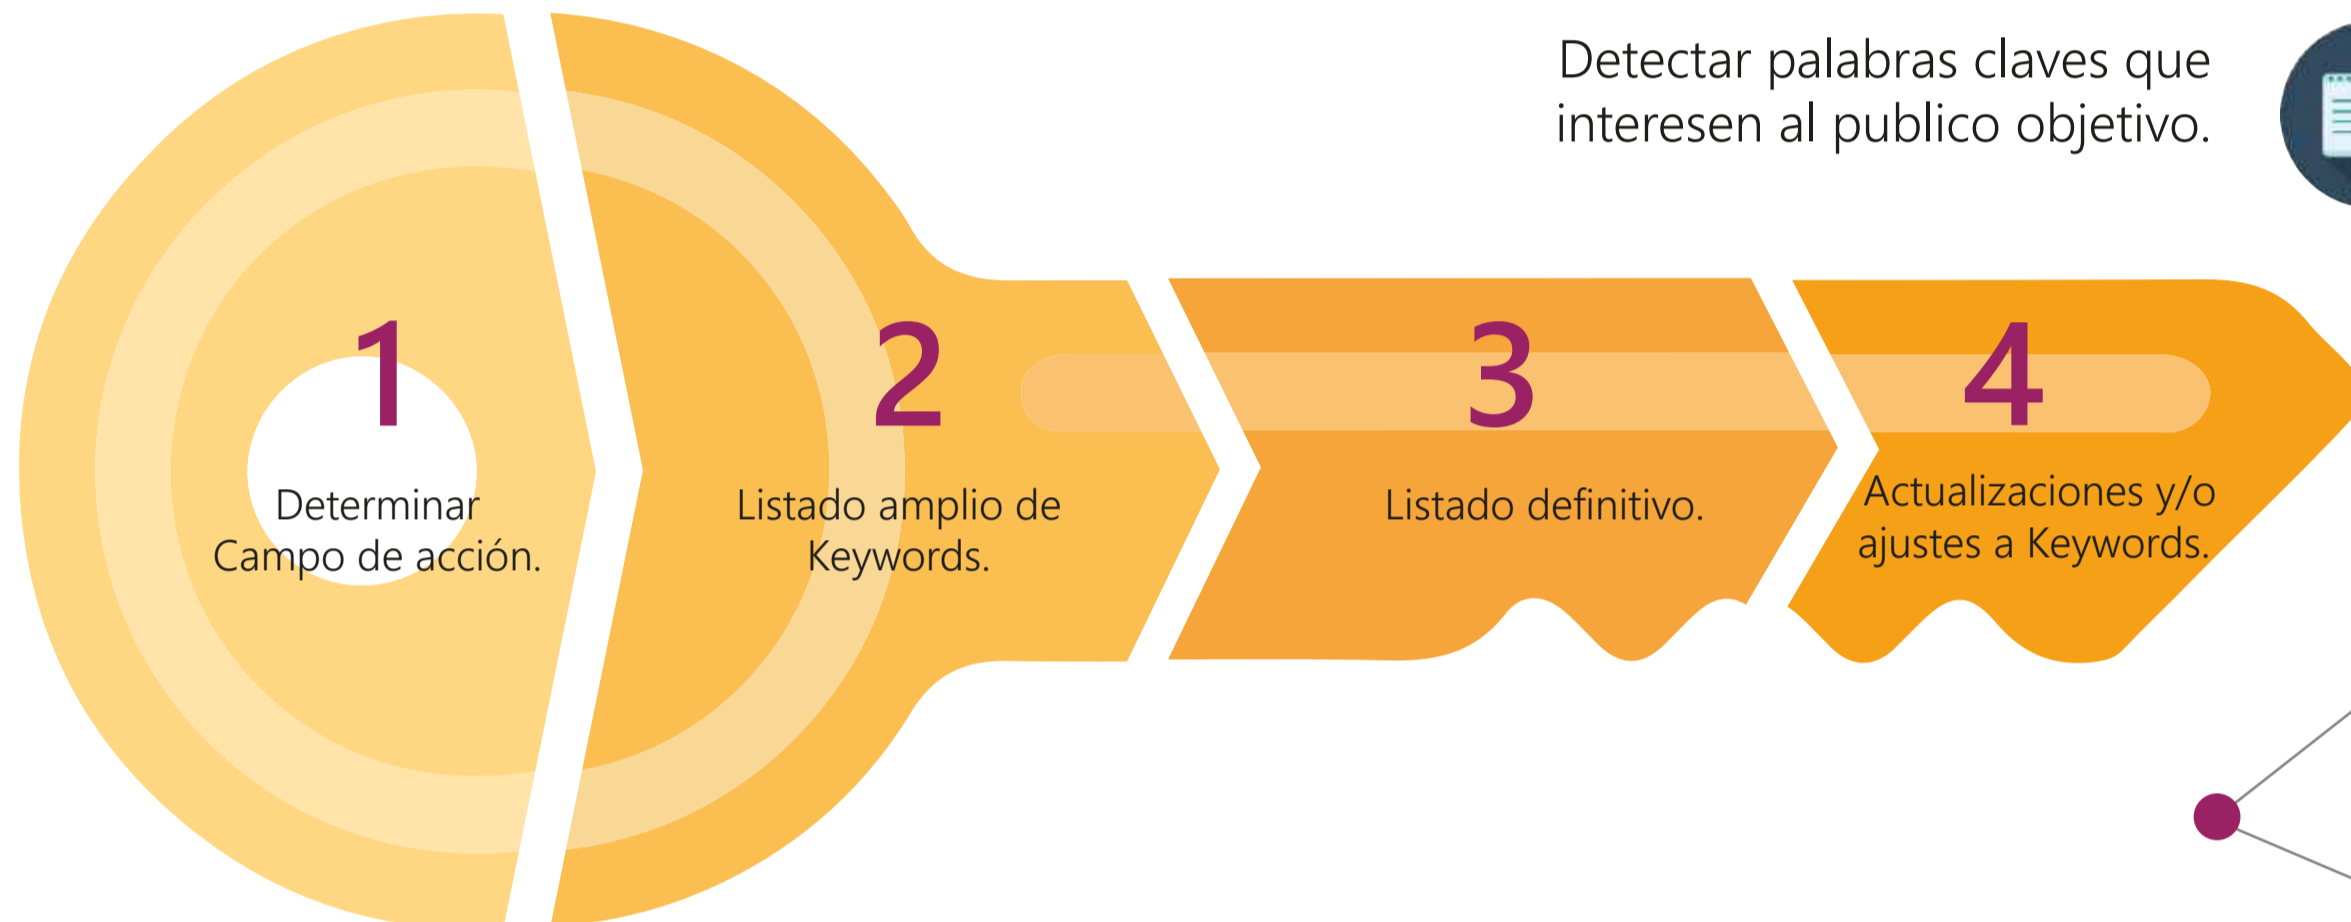 Detectar palabras claves que
interesen al publico objetivo.
1
Determinar
Campo de acción.
2
Listado amplio de
Keywords.
3
Listado definitivo.
4
Actualizaciones y/o
ajustes a Keywords.